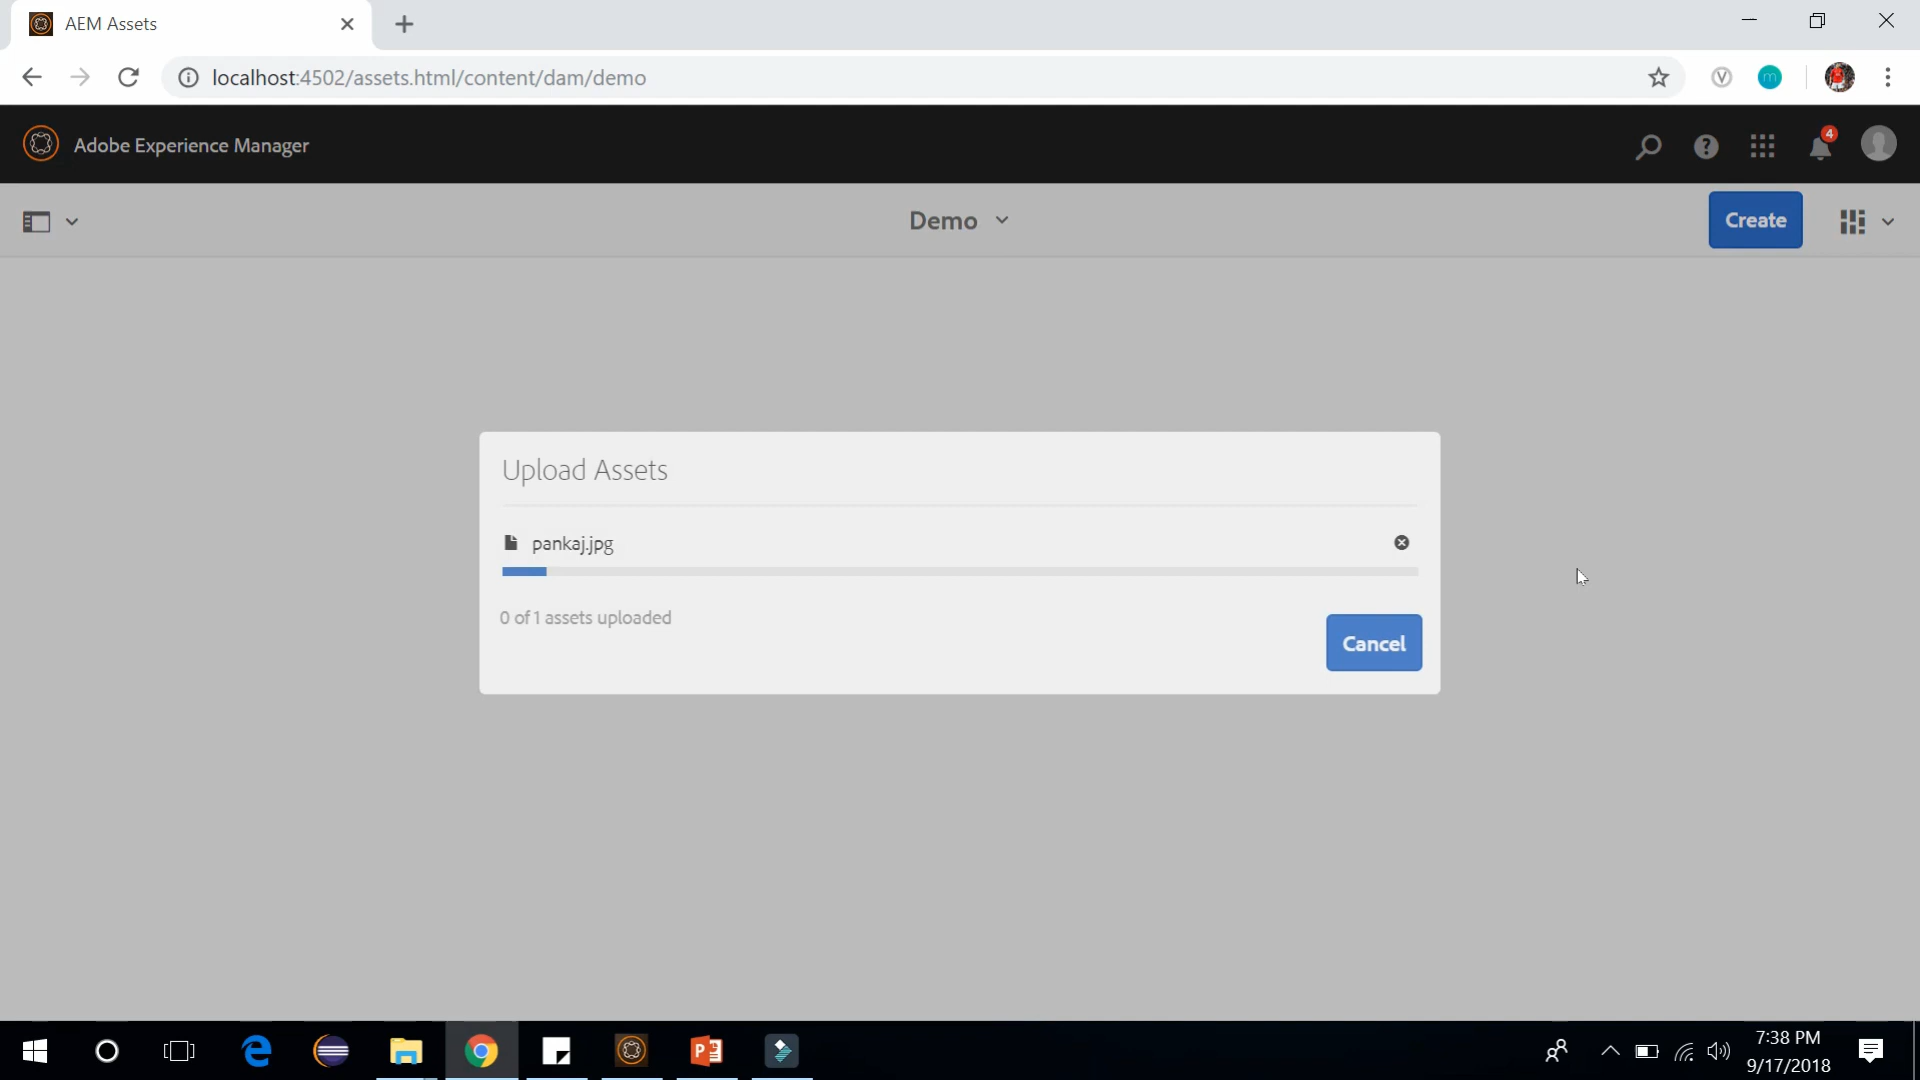 AEM Assets
localhost:4502/assets.html/content/dam/demo
m
Adobe Experience Manager
4
Demo
Create
Upload Assets
pankaj.jpg
0 of 1 assets uploaded
Cancel
7:38 PM
9/17/2018